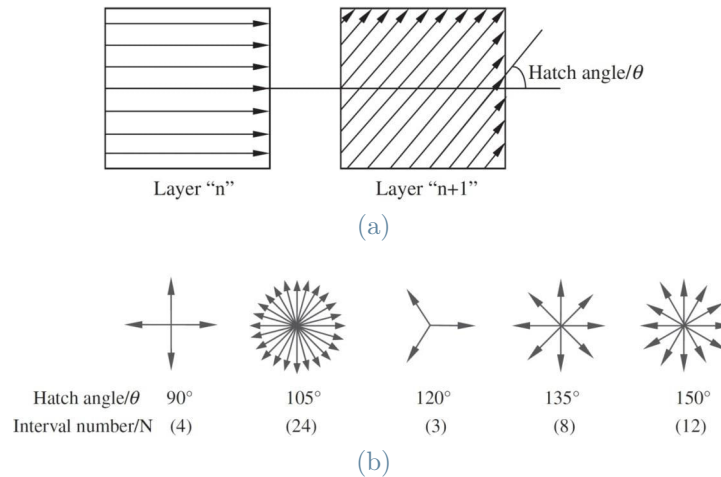 Hatch angle/θ
Layer “n” Layer “n+1”
(a)
Hatch angle/θ 90° 105° 120° 135° 150°
Interval number/N (4) (24) (3) (8) (12)
(b)